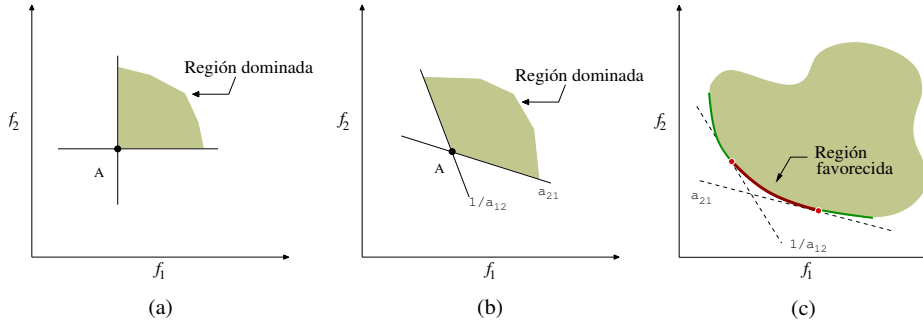 f2
Región dominada
A
f1
(a)
f2
Región dominada
A
1/a12
a21
f1
(b)
f2
Región
favorecida
a21
1/a12
f1
(c)